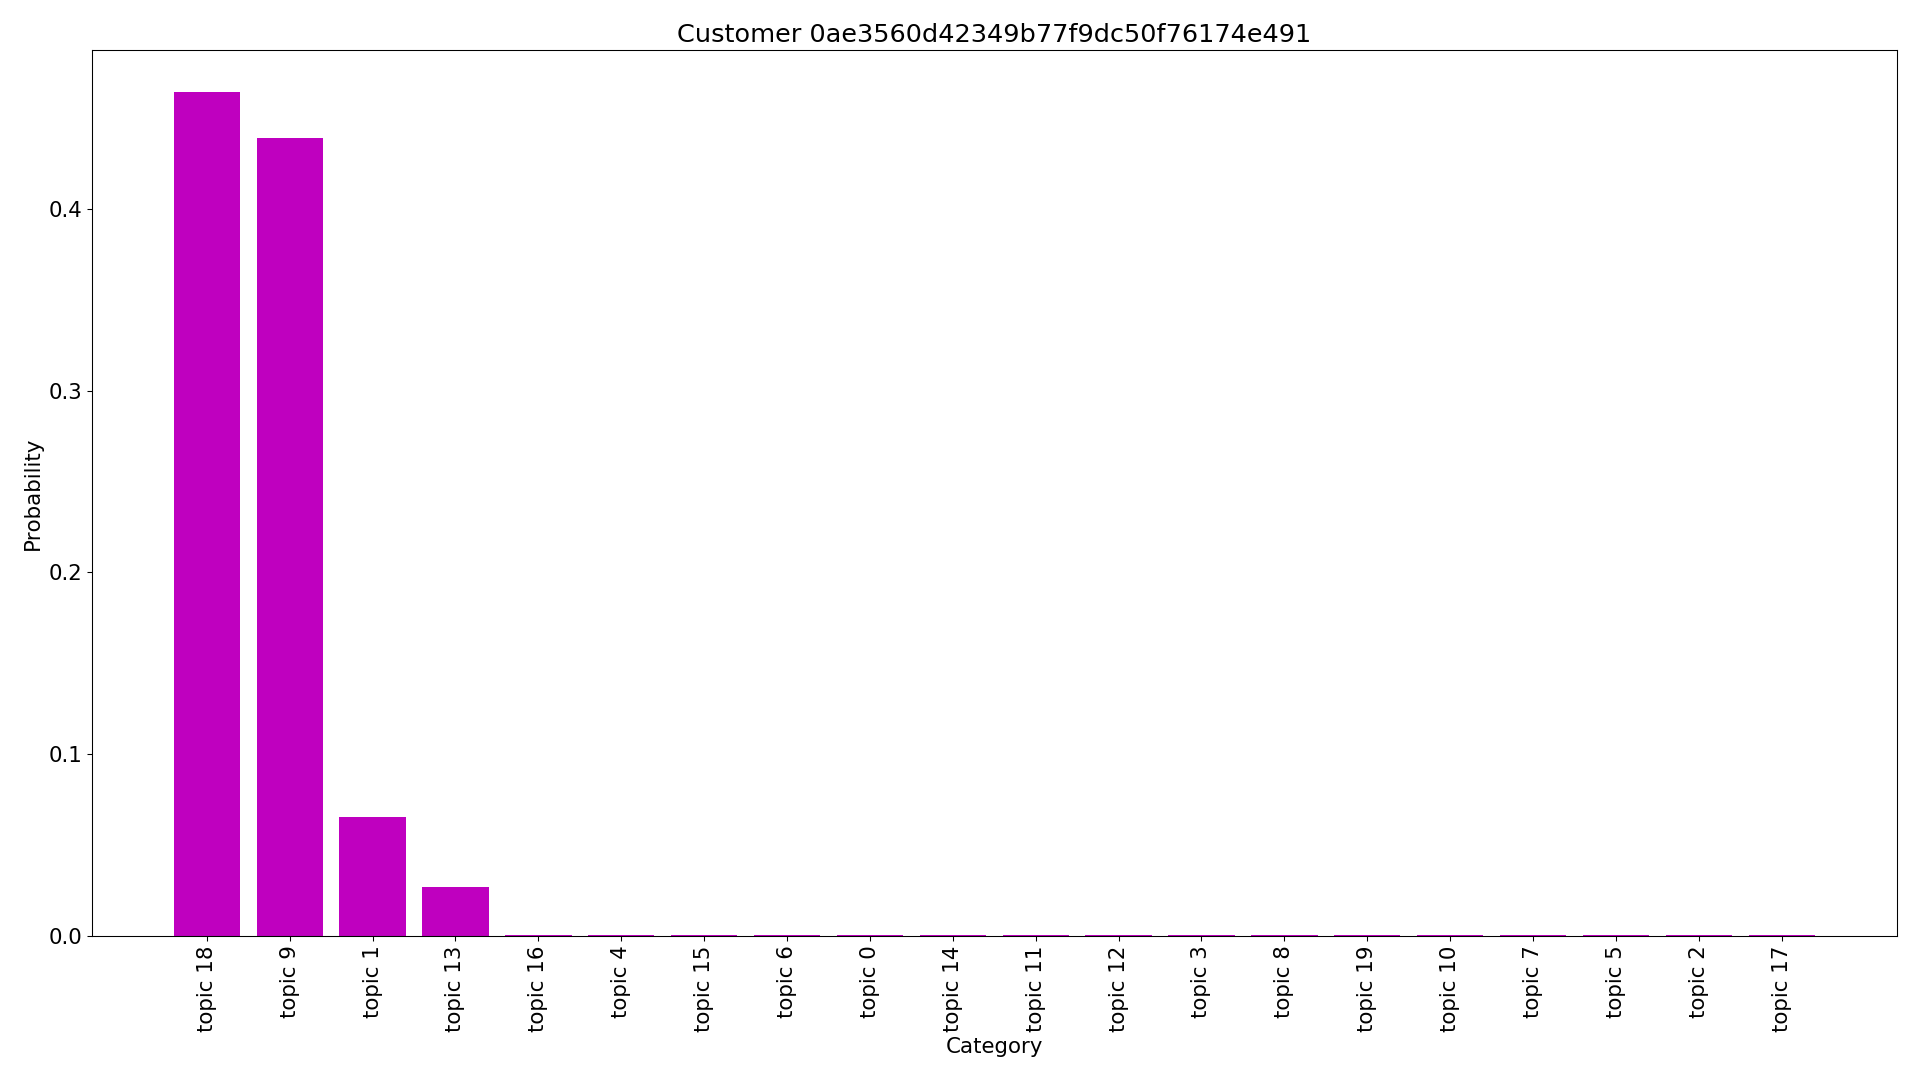 Customer 0ae3560d42349b77f9dc50f76174e491
Probability
0.4
0.3
0.2
0.1
0.0
topic 18
topic 9
topic 1
topic 13
topic 16
topic 4
topic 15
topic 6
topic 0
topic 14
topic 11
topic 12
topic 3
topic 8
topic 19
topic 10
topic 7
topic 5
topic 2
topic 17
Category